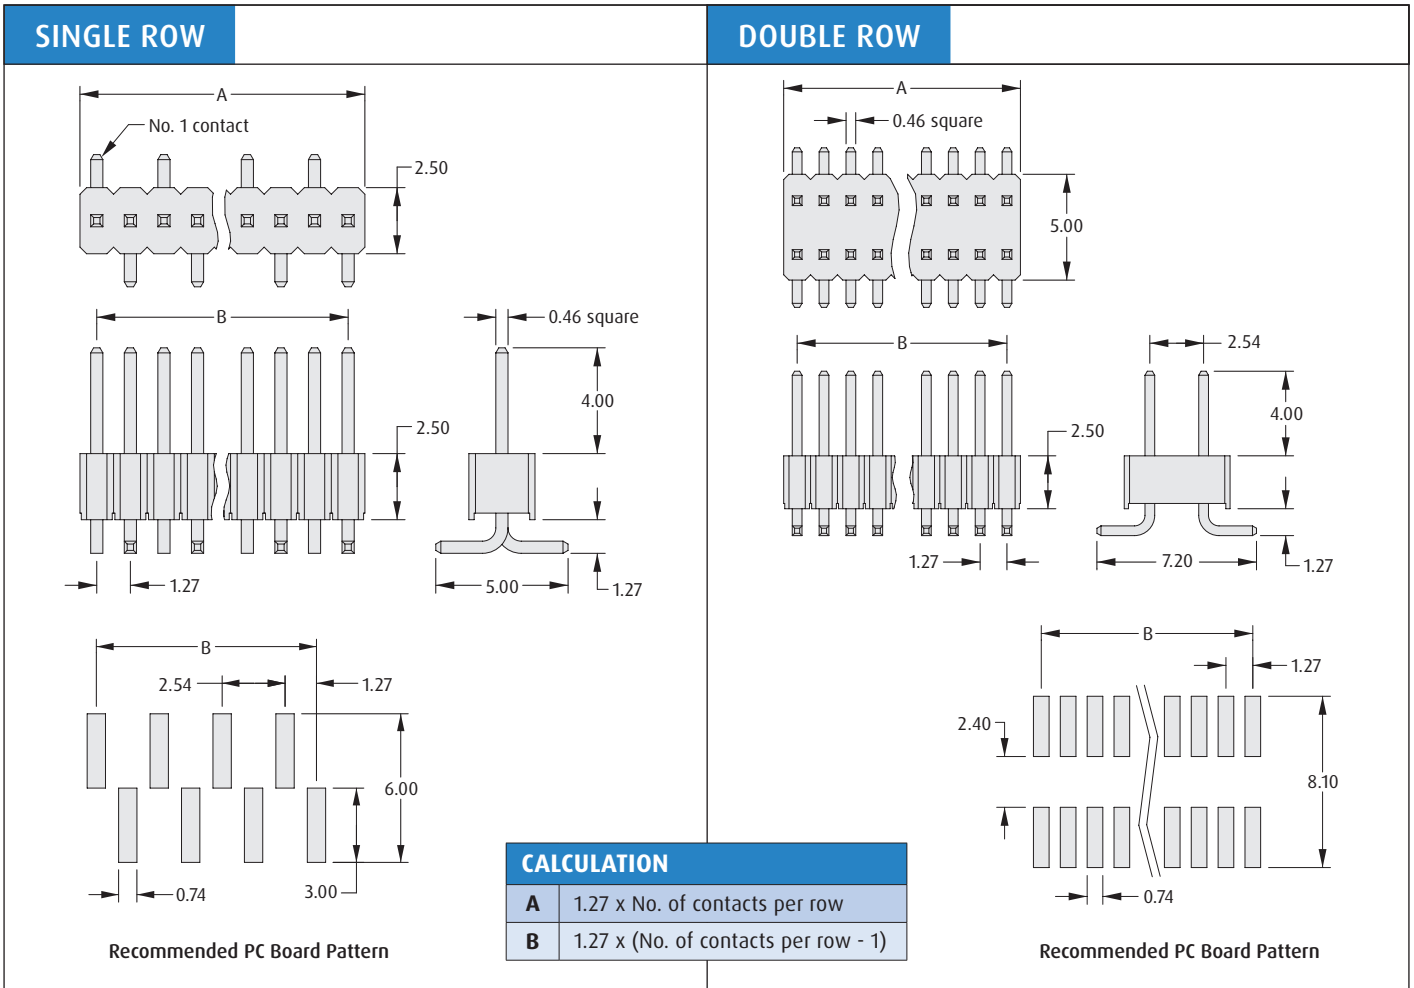 SINGLE ROW
A
No. 1 contact
2.50
B
0.46 square
4.00
2.50
1.27
5.00
1.27
B
2.54
1.27
6.00
3.00
0.74
Recommended PC Board Pattern
DOUBLE ROW
A
0.46 square
5.00
B
2.54
4.00
2.50
1.27
7.20
1.27
B
1.27
2.40
8.10
0.74
Recommended PC Board Pattern
CALCULATION
A 1.27 x No. of contacts per row
B 1.27 x (No. of contacts per row - 1)